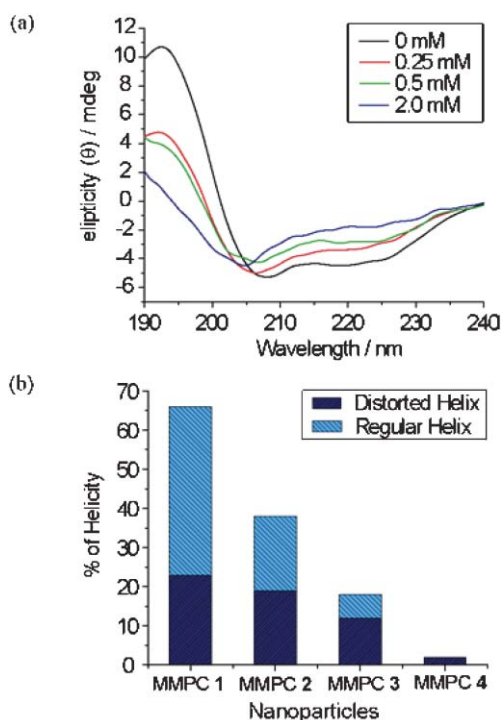 (a)
0 mM
0.25 mM
0.5 mM
2.0 mM
elipticity (θ) / mdeg
10
8
6
4
2
0
-2
-4
-6
190 200 210 220 230 240
Wavelength / nm
(b)
Distorted Helix
Regular Helix
% of Helicity
70
60
50
40
30
20
10
0
MMPC 1 MMPC 2 MMPC 3 MMPC 4
Nanoparticles